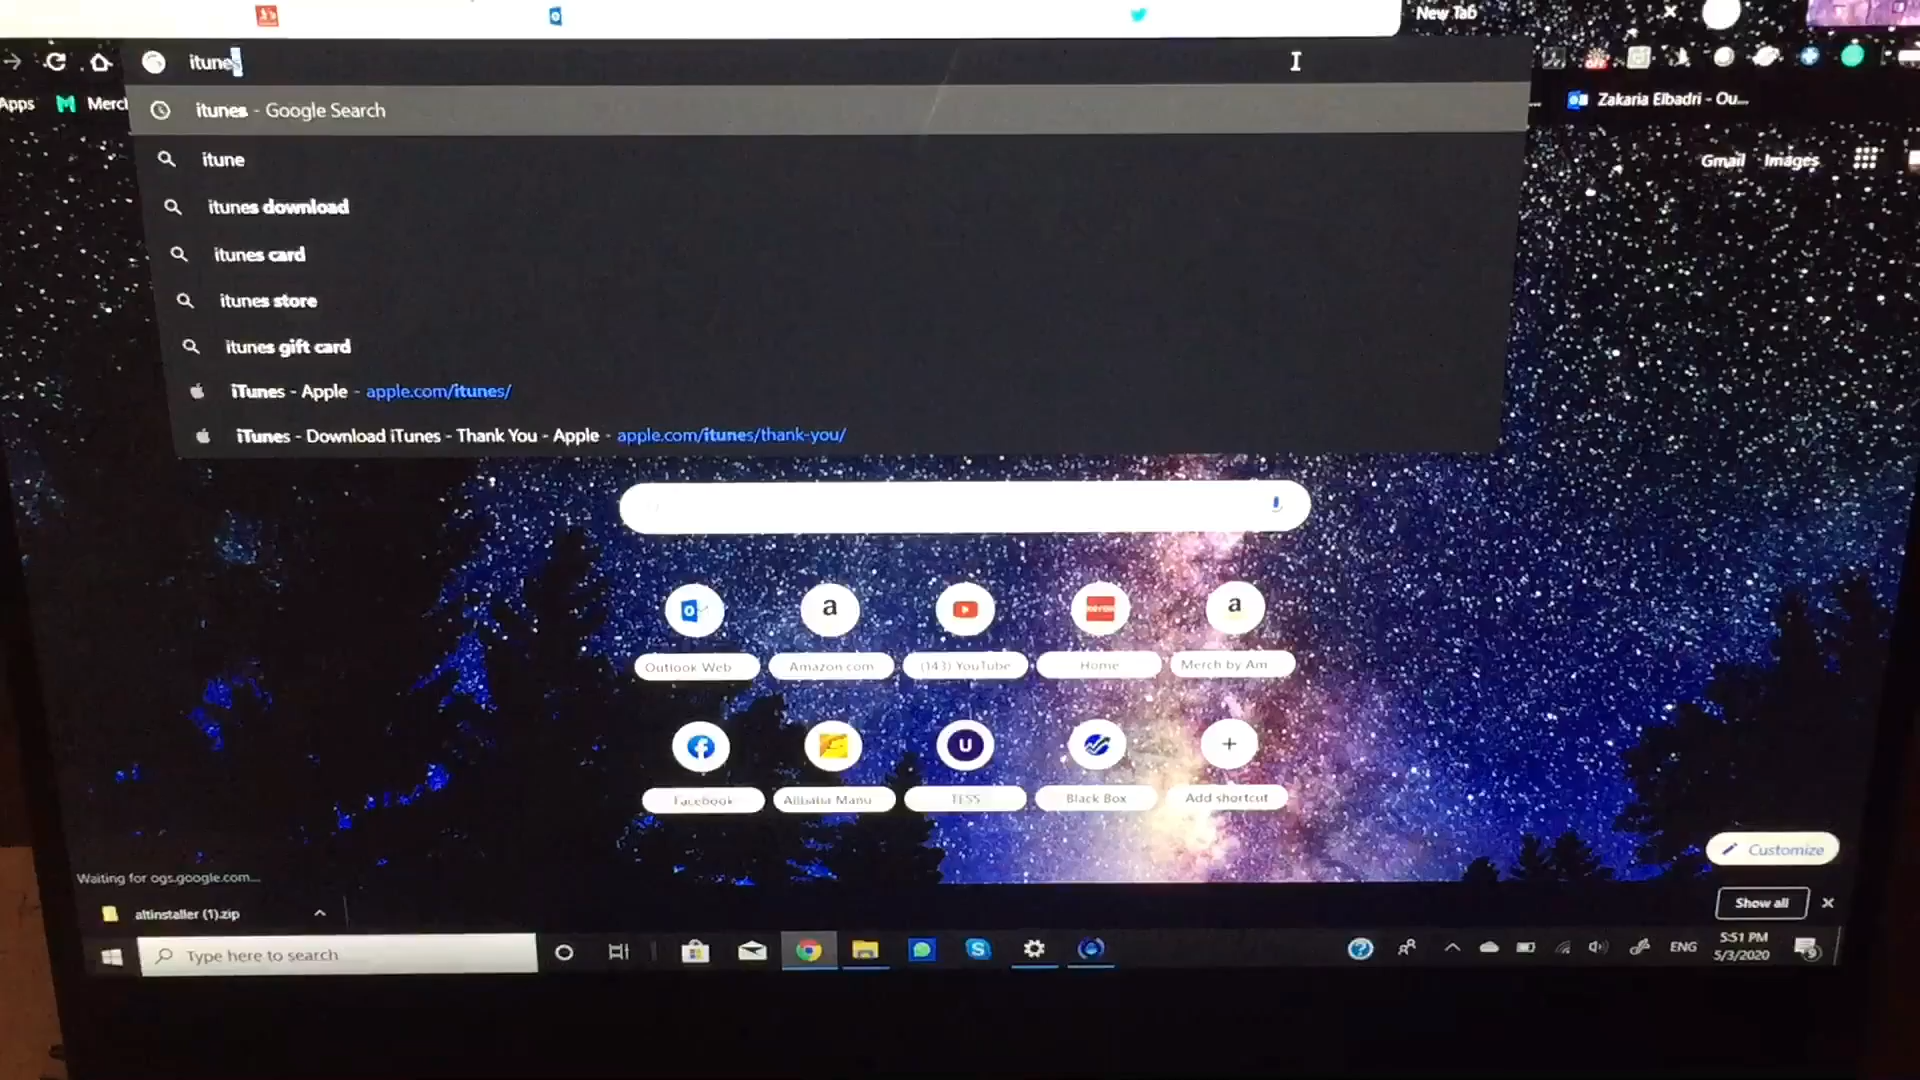 New Tab
itunes
Apps
Merch
Zakaria Elbadri - Ou...
itunes - Google Search
itune
itunes download
itunes card
itunes store
itunes gift card
iTunes - Apple - apple.com/itunes/
iTunes - Download iTunes - Thank You - Apple - apple.com/itunes/thank-you/
Gmail Images
Outlook Web
Amazon.com
(143) YouTube
Home
Merch by Am
Facebook
Alibaba Manu
TESS
Black Box
Add shortcut
Customize
Waiting for ogs.google.com...
altinstaller (1).zip
Show all
Type here to search
ENG
5:51 PM
5/3/2020